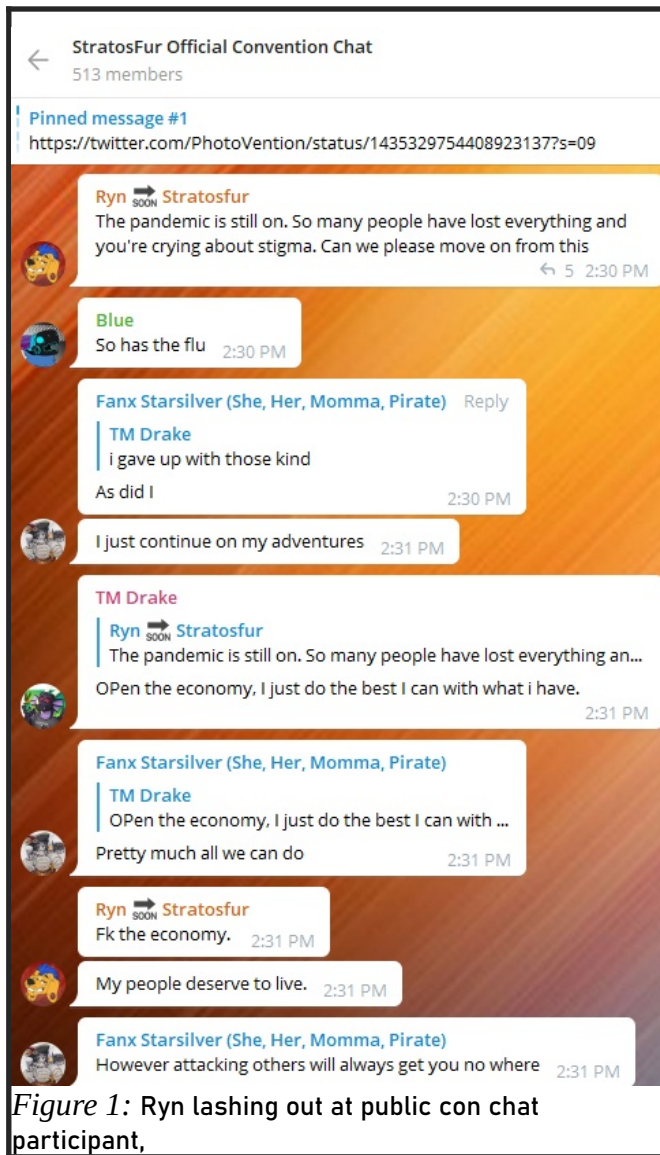 StratosFur Official Convention Chat
513 members
Pinned message #1
https://twitter.com/PhotoVention/status/1435329754408923137?s=09
Ryn 🔜 Stratosfur
The pandemic is still on. So many people have lost everything and
you're crying about stigma. Can we please move on from this
5 2:30 PM
Blue
So has the flu 2:30 PM
Fanx Starsilver (She, Her, Momma, Pirate) Reply
TM Drake
i gave up with those kind
As did I 2:30 PM
I just continue on my adventures 2:31 PM
TM Drake
Ryn 🔜 Stratosfur
The pandemic is still on. So many people have lost everything an...
OPen the economy, I just do the best I can with what i have.
2:31 PM
Fanx Starsilver (She, Her, Momma, Pirate)
TM Drake
OPen the economy, I just do the best I can with ...
Pretty much all we can do 2:31 PM
Ryn 🔜 Stratosfur
Fk the economy. 2:31 PM
My people deserve to live. 2:31 PM
Fanx Starsilver (She, Her, Momma, Pirate)
However attacking others will always get you no where 2:31 PM
Figure 1: Ryn lashing out at public con chat
participant,